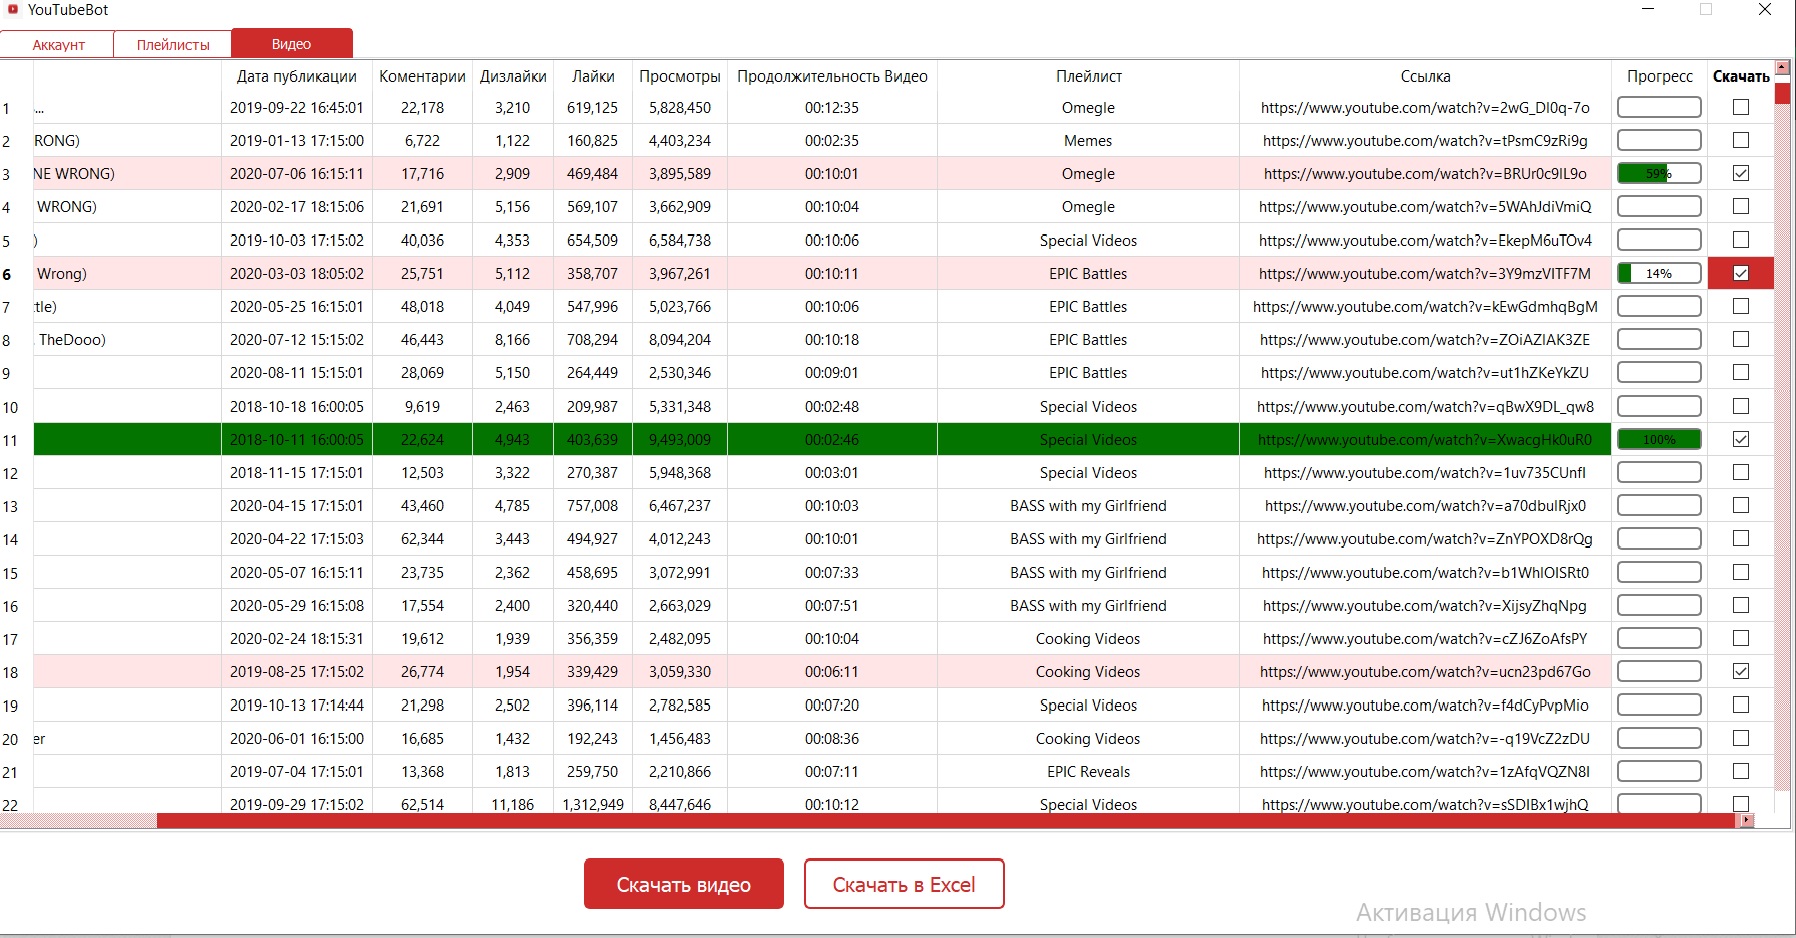 YouTubeBot
Аккаунт Плейлисты Видео
Дата публикации Коментарии Дизлайки Лайки Просмотры Продолжительность Видео Плейлист Ссылка Прогресс Скачать
1 ... 2019-09-22 16:45:01 22,178 3,210 619,125 5,828,450 00:12:35 Omegle https://www.youtube.com/watch?v=2wG_Dl0q-7o
2 RONG) 2019-01-13 17:15:00 6,722 1,122 160,825 4,403,234 00:02:35 Memes https://www.youtube.com/watch?v=tPsmC9zRi9g
3 NE WRONG) 2020-07-06 16:15:11 17,716 2,909 469,484 3,895,589 00:10:01 Omegle https://www.youtube.com/watch?v=BRUr0c9lL9o 59%
4 WRONG) 2020-02-17 18:15:06 21,691 5,156 569,107 3,662,909 00:10:04 Omegle https://www.youtube.com/watch?v=5WAhJdiVmiQ
5 ) 2019-10-03 17:15:02 40,036 4,353 654,509 6,584,738 00:10:06 Special Videos https://www.youtube.com/watch?v=EkepM6uTOv4
6 Wrong) 2020-03-03 18:05:02 25,751 5,112 358,707 3,967,261 00:10:11 EPIC Battles https://www.youtube.com/watch?v=3Y9mzVITF7M 14%
7 tle) 2020-05-25 16:15:01 48,018 4,049 547,996 5,023,766 00:10:06 EPIC Battles https://www.youtube.com/watch?v=kEwGdmhqBgM
8 TheDooo) 2020-07-12 15:15:02 46,443 8,166 708,294 8,094,204 00:10:18 EPIC Battles https://www.youtube.com/watch?v=ZOiAZIAK3ZE
9 2020-08-11 15:15:01 28,069 5,150 264,449 2,530,346 00:09:01 EPIC Battles https://www.youtube.com/watch?v=ut1hZKeYkZU
10 2018-10-18 16:00:05 9,619 2,463 209,987 5,331,348 00:02:48 Special Videos https://www.youtube.com/watch?v=qBwX9DL_qw8
11 2018-10-11 16:00:05 22,624 4,943 403,639 9,493,009 00:02:46 Special Videos https://www.youtube.com/watch?v=XwacgHk0uR0 100%
12 2018-11-15 17:15:01 12,503 3,322 270,387 5,948,368 00:03:01 Special Videos https://www.youtube.com/watch?v=1uv735CUnfI
13 2020-04-15 17:15:01 43,460 4,785 757,008 6,467,237 00:10:03 BASS with my Girlfriend https://www.youtube.com/watch?v=a70dbulRjx0
14 2020-04-22 17:15:03 62,344 3,443 494,927 4,012,243 00:10:01 BASS with my Girlfriend https://www.youtube.com/watch?v=ZnYPOXD8rQg
15 2020-05-07 16:15:11 23,735 2,362 458,695 3,072,991 00:07:33 BASS with my Girlfriend https://www.youtube.com/watch?v=b1WhlOISRt0
16 2020-05-29 16:15:08 17,554 2,400 320,440 2,663,029 00:07:51 BASS with my Girlfriend https://www.youtube.com/watch?v=XijsyZhqNpg
17 2020-02-24 18:15:31 19,612 1,939 356,359 2,482,095 00:10:04 Cooking Videos https://www.youtube.com/watch?v=cZJ6ZoAfsPY
18 2019-08-25 17:15:02 26,774 1,954 339,429 3,059,330 00:06:11 Cooking Videos https://www.youtube.com/watch?v=ucn23pd67Go
19 2019-10-13 17:14:44 21,298 2,502 396,114 2,782,585 00:07:20 Special Videos https://www.youtube.com/watch?v=f4dCyPvpMio
20 er 2020-06-01 16:15:00 16,685 1,432 192,243 1,456,483 00:08:36 Cooking Videos https://www.youtube.com/watch?v=-q19VcZ2zDU
21 2019-07-04 17:15:01 13,368 1,813 259,750 2,210,866 00:07:11 EPIC Reveals https://www.youtube.com/watch?v=1zAfqVQZN8I
22 2019-09-29 17:15:02 62,514 11,186 1,312,949 8,447,646 00:10:12 Special Videos https://www.youtube.com/watch?v=sSDIBx1wjhQ
Скачать видео Скачать в Excel
Активация Windows